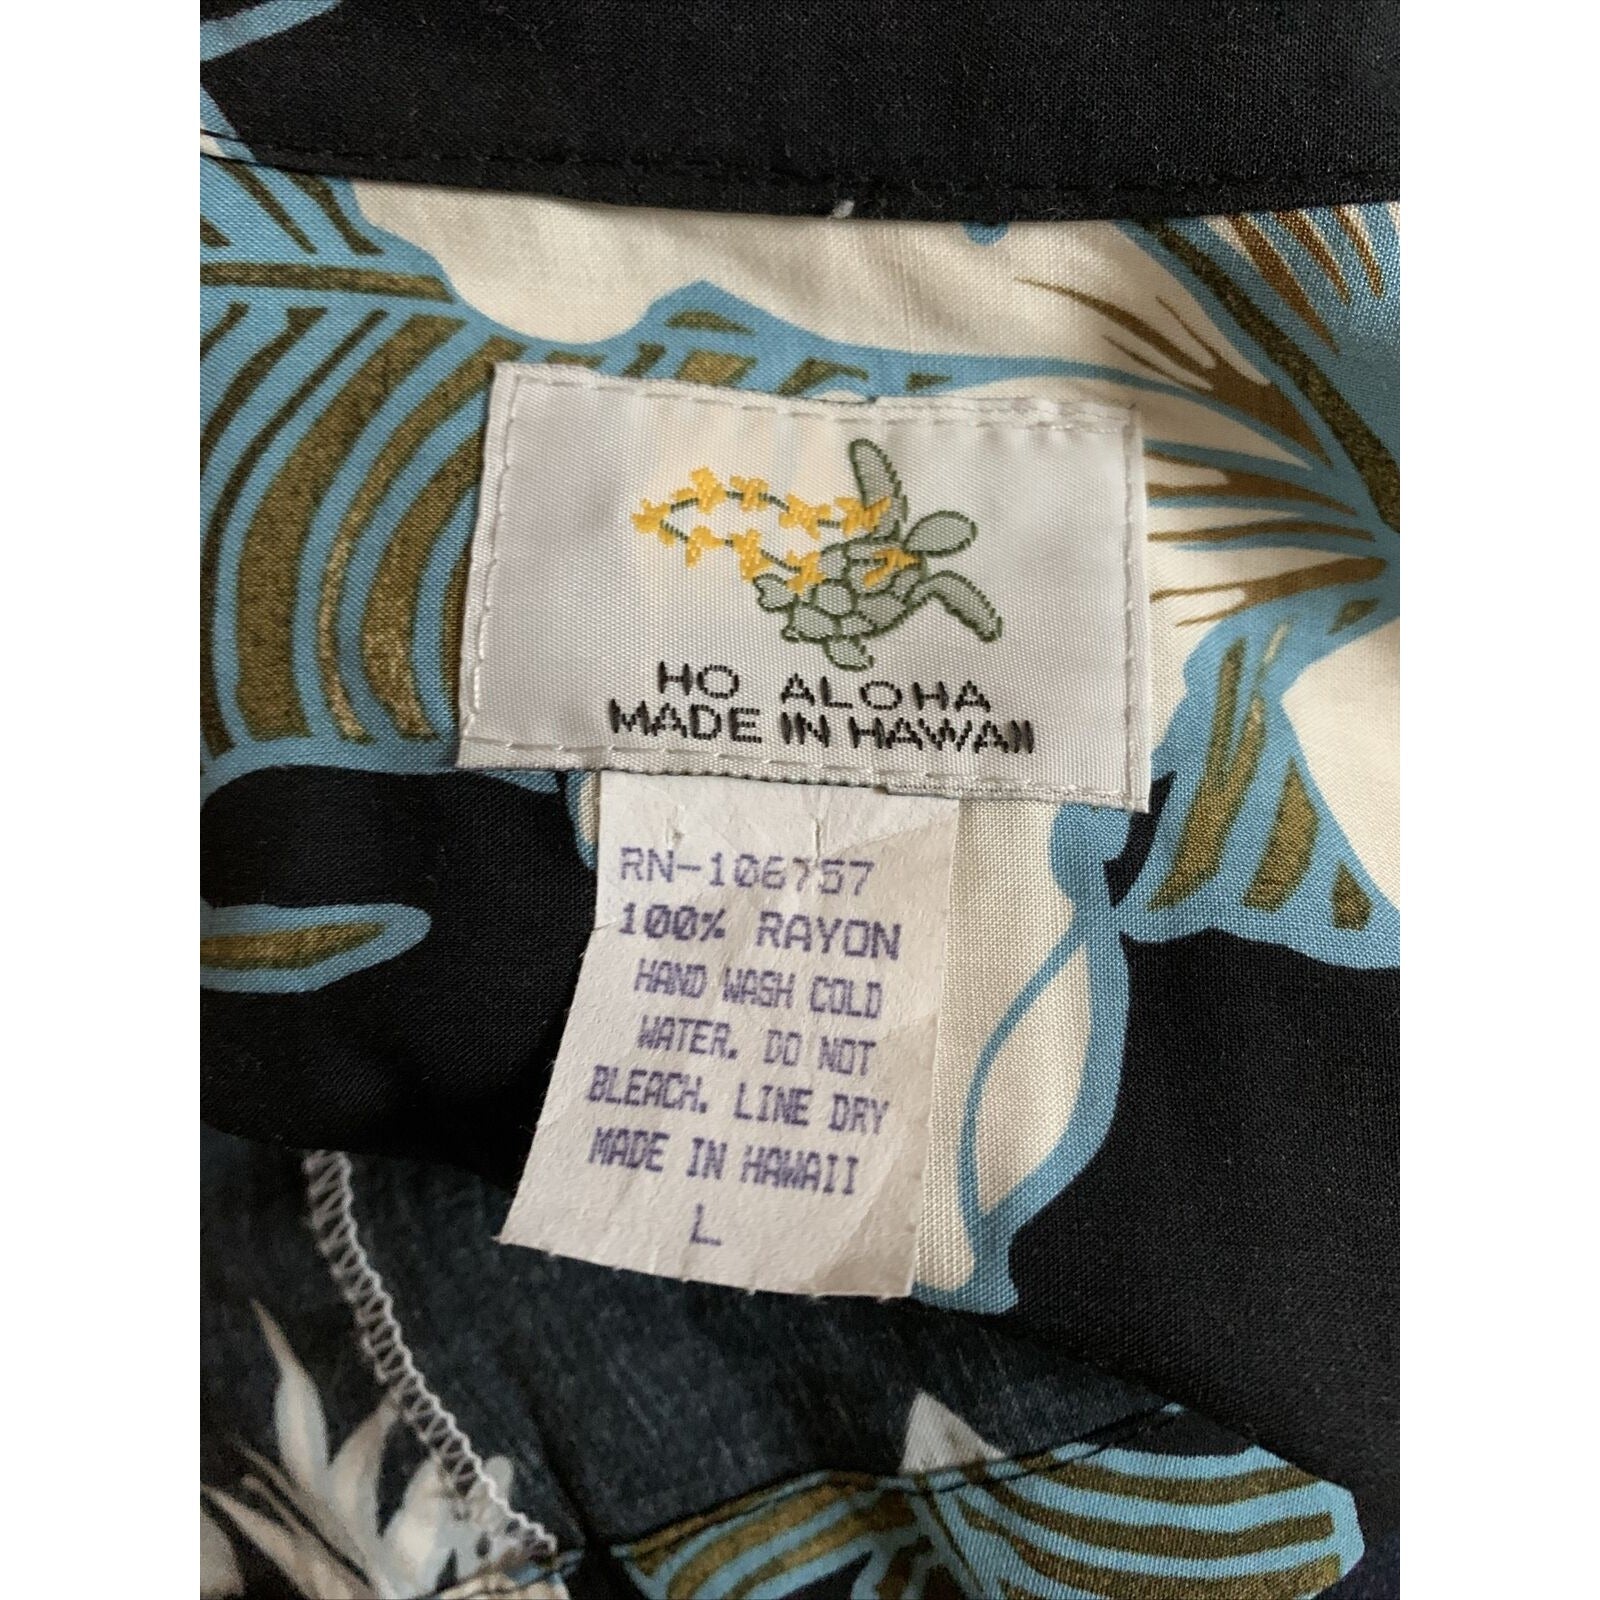 HO ALOHA
MADE IN HAWAII
RN-106757
100% RAYON
HAND WASH COLD
WATER. DO NOT
BLEACH. LINE DRY
MADE IN HAWAII
L